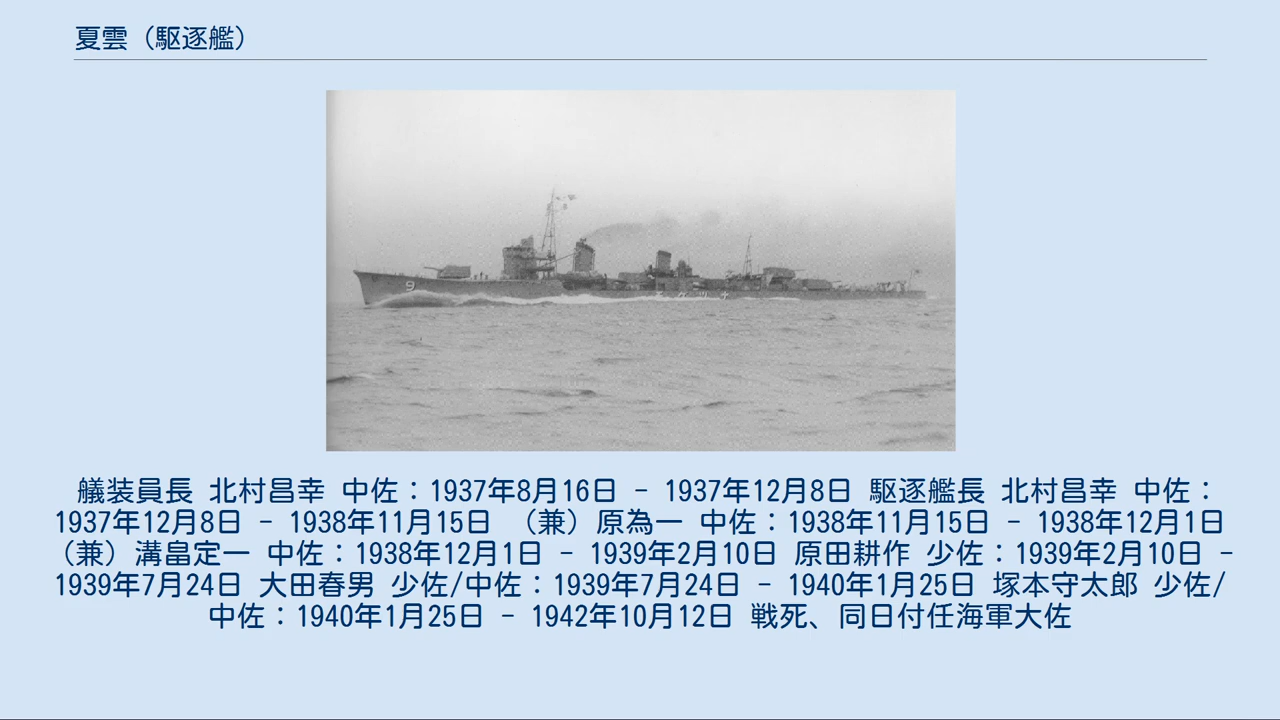 夏雲（駆逐艦）
9
艤装員長 北村昌幸 中佐：1937年8月16日 - 1937年12月8日 駆逐艦長 北村昌幸 中佐：
1937年12月8日 - 1938年11月15日 （兼）原為一 中佐：1938年11月15日 - 1938年12月1日
（兼）溝畠定一 中佐：1938年12月1日 - 1939年2月10日 原田耕作 少佐：1939年2月10日 -
1939年7月24日 大田春男 少佐/中佐：1939年7月24日 - 1940年1月25日 塚本守太郎 少佐/
中佐：1940年1月25日 - 1942年10月12日 戦死、同日付任海軍大佐